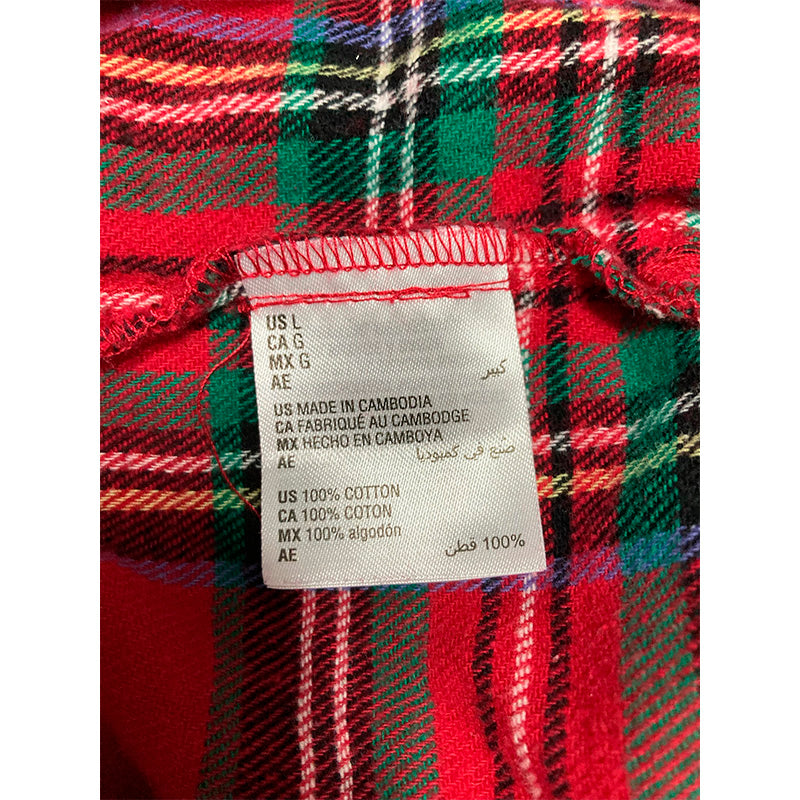 US L
CA G
MX G
AE كبير
US MADE IN CAMBODIA
CA FABRIQUÉ AU CAMBODGE
MX HECHO EN CAMBOYA
AE صُنع في كمبوديا
US 100% COTTON
CA 100% COTON
MX 100% algodón
AE 100% قطن